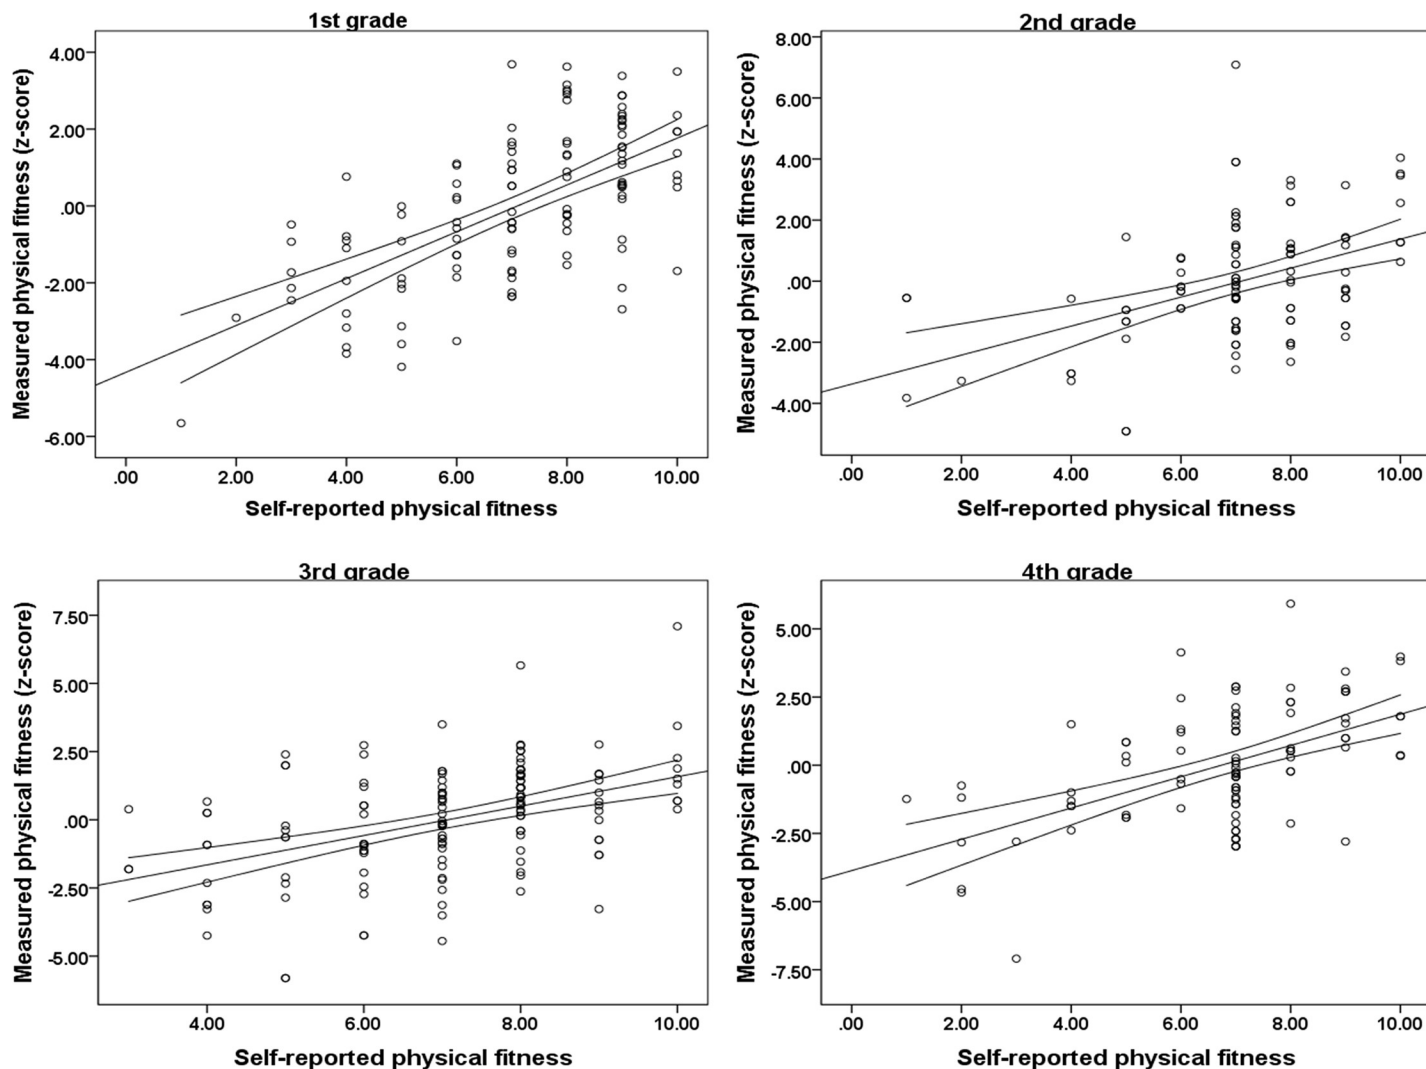 1st grade
Measured physical fitness (z-score)
4.00
2.00
.00
-2.00
-4.00
-6.00
.00 2.00 4.00 6.00 8.00 10.00
Self-reported physical fitness
2nd grade
Measured physical fitness (z-score)
8.00
6.00
4.00
2.00
.00
-2.00
-4.00
.00 2.00 4.00 6.00 8.00 10.00
Self-reported physical fitness
3rd grade
Measured physical fitness (z-score)
7.50
5.00
2.50
.00
-2.50
-5.00
4.00 6.00 8.00 10.00
Self-reported physical fitness
4th grade
Measured physical fitness (z-score)
5.00
2.50
.00
-2.50
-5.00
-7.50
.00 2.00 4.00 6.00 8.00 10.00
Self-reported physical fitness